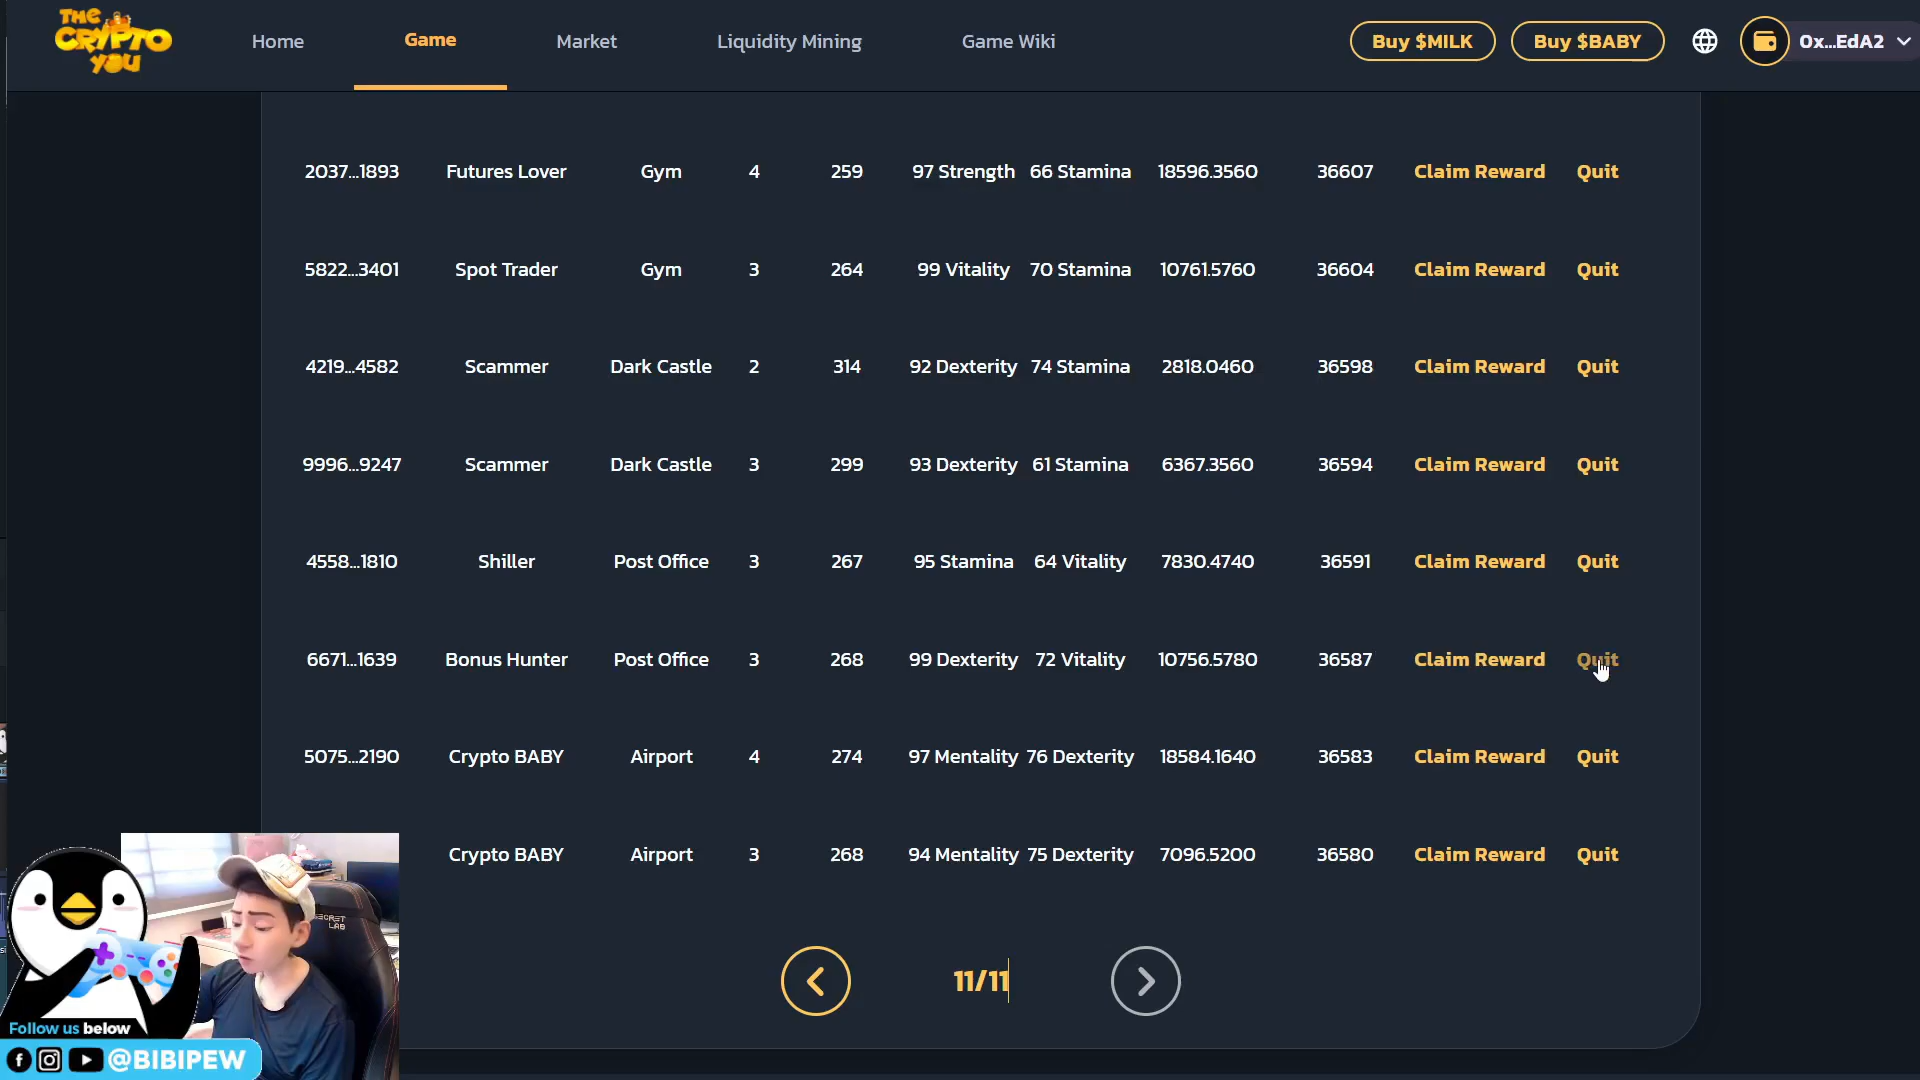 THE CRYPTO YOU
Home Game Market Liquidity Mining Game Wiki Buy $MILK Buy $BABY 0x...EdA2
2037...1893 Futures Lover Gym 4 259 97 Strength 66 Stamina 18596.3560 36607 Claim Reward Quit
5822...3401 Spot Trader Gym 3 264 99 Vitality 70 Stamina 10761.5760 36604 Claim Reward Quit
4219...4582 Scammer Dark Castle 2 314 92 Dexterity 74 Stamina 2818.0460 36598 Claim Reward Quit
9996...9247 Scammer Dark Castle 3 299 93 Dexterity 61 Stamina 6367.3560 36594 Claim Reward Quit
4558...1810 Shiller Post Office 3 267 95 Stamina 64 Vitality 7830.4740 36591 Claim Reward Quit
6671...1639 Bonus Hunter Post Office 3 268 99 Dexterity 72 Vitality 10756.5780 36587 Claim Reward Quit
5075...2190 Crypto BABY Airport 4 274 97 Mentality 76 Dexterity 18584.1640 36583 Claim Reward Quit
Crypto BABY Airport 3 268 94 Mentality 75 Dexterity 7096.5200 36580 Claim Reward Quit
11/11
SECRET
LAB
Follow us below
@BIBIPEW